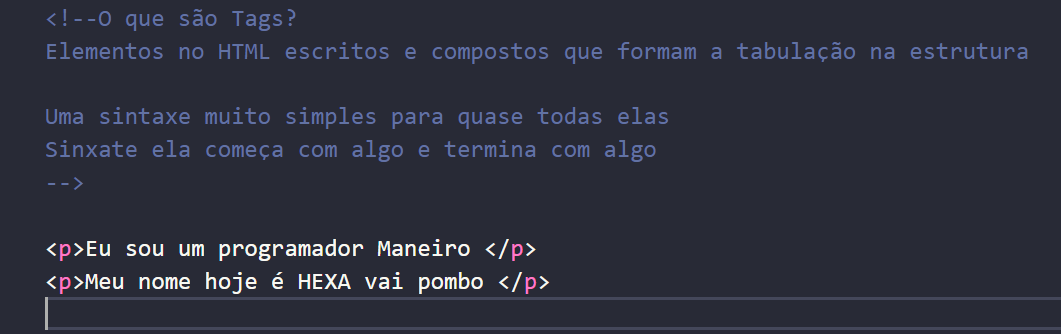 <!--O que são Tags?
Elementos no HTML escritos e compostos que formam a tabulação na estrutura
Uma sintaxe muito simples para quase todas elas
Sinxate ela começa com algo e termina com algo
-->
<p>Eu sou um programador Maneiro </p>
<p>Meu nome hoje é HEXA vai pombo </p>